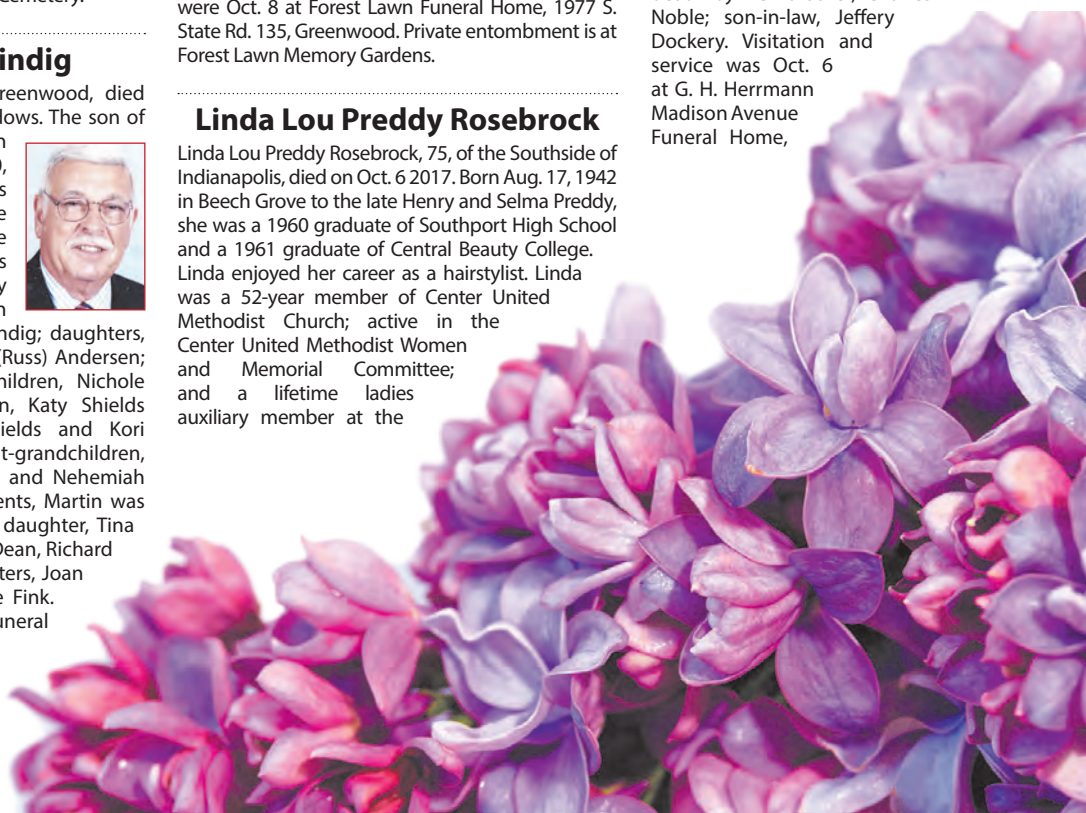 Cemetery.
indig
reenwood, died
lows. The son of
n
),
s
e
e
s
y
n
ndig; daughters,
(Russ) Andersen;
hildren, Nichole
n, Katy Shields
ields and Kori
t-grandchildren,
and Nehemiah
ents, Martin was
daughter, Tina
Dean, Richard
ters, Joan
e Fink.
uneral
were Oct. 8 at Forest Lawn Funeral Home, 1977 S.
State Rd. 135, Greenwood. Private entombment is at
Forest Lawn Memory Gardens.
Linda Lou Preddy Rosebrock
Linda Lou Preddy Rosebrock, 75, of the Southside of
Indianapolis, died on Oct. 6 2017. Born Aug. 17, 1942
in Beech Grove to the late Henry and Selma Preddy,
she was a 1960 graduate of Southport High School
and a 1961 graduate of Central Beauty College.
Linda enjoyed her career as a hairstylist. Linda
was a 52-year member of Center United
Methodist Church; active in the
Center United Methodist Women
and Memorial Committee;
and a lifetime ladies
auxiliary member at the
Noble; son-in-law, Jeffery
Dockery. Visitation and
service was Oct. 6
at G. H. Herrmann
Madison Avenue
Funeral Home,